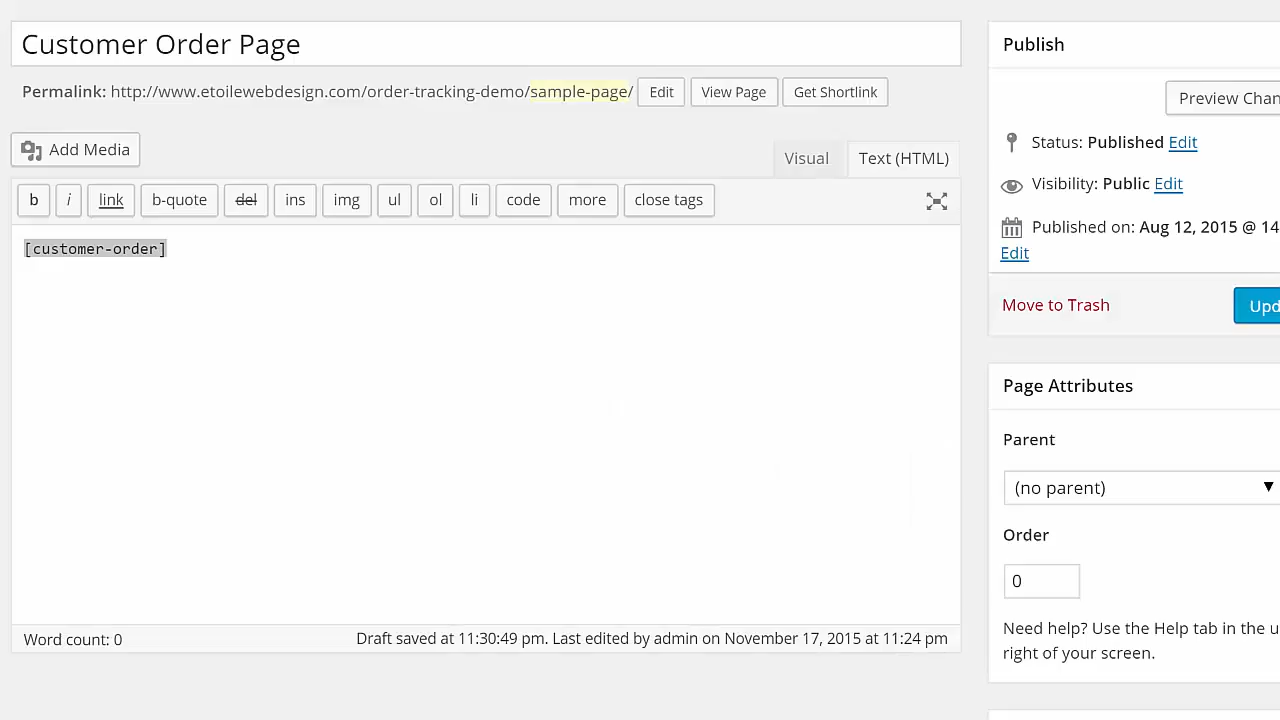 Customer Order Page
Permalink: http://www.etoilewebdesign.com/order-tracking-demo/sample-page/ Edit View Page Get Shortlink
Add Media
Visual Text (HTML)
b i link b-quote del ins img ul ol li code more close tags
[customer-order]
Word count: 0 Draft saved at 11:30:49 pm. Last edited by admin on November 17, 2015 at 11:24 pm
Publish
Preview Chan
Status: Published Edit
Visibility: Public Edit
Published on: Aug 12, 2015 @ 14
Edit
Move to Trash Upd
Page Attributes
Parent
(no parent)
Order
0
Need help? Use the Help tab in the u
right of your screen.